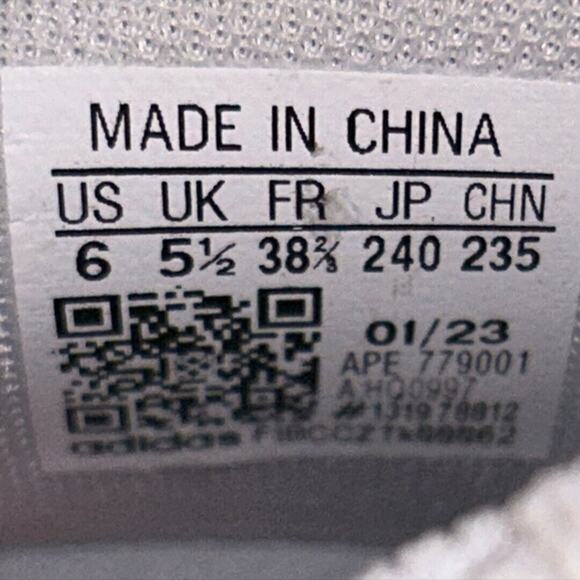 MADE IN CHINA
US UK FR JP CHN
6 5½ 38⅔ 240 235
01/23
APE 779001
adidas